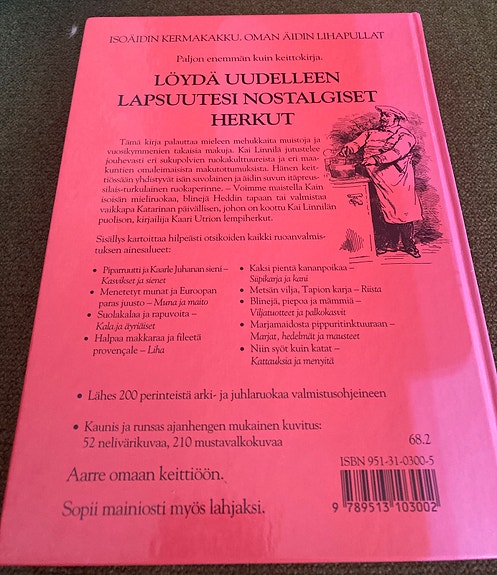 ISOÄIDIN KERMAKAKKU, OMAN ÄIDIN LIHAPULLAT
Paljon enemmän kuin keittokirja.
LÖYDÄ UUDELLEEN
LAPSUUTESI NOSTALGISET
HERKUT
Tämä kirja palauttaa mieleen mehukkaita muistoja ja
vuosikymmenien takaisia makuja. Kai Linnilä jutustelee
jouhevasti eri sukupolvien ruokakulttuureista ja eri maa-
kuntien omaleimaisista makutottumuksista. Hänen keit-
tiössään yhdistyvät isän savolainen ja äidin suvun itäpreus-
silais-turkulainen ruokaperinne. – Voimme maistella Kain
isoisän mieliruokaa, blinejä Heddin tapaan tai valmistaa
vaikkapa Katarinan päivällisen, johon on koottu Kai Linnilän
puolison, kirjailija Kaari Utrion lempiherkut.
Sisällys kartoittaa hilpeästi otsikoiden kaikki ruoanvalmis-
tuksen ainesalueet:
• Piparruutti ja Kaarle Juhanan sieni –
Kasvikset ja sienet
• Menetetyt munat ja Euroopan
paras juusto – Muna ja maito
• Suolakalaa ja rapuvoita –
Kala ja äyriäiset
• Halpaa makkaraa ja fileetä
provençale – Liha
• Kaksi pientä kananpoikaa –
Siipikarja ja kani
• Metsän vilja, Tapion karja – Riista
• Blinejä, piepoa ja mämmiä –
Viljatuotteet ja palkokasvit
• Marjamaidosta pippuritinktuuraan –
Marjat, hedelmät ja mausteet
• Niin syöt kuin katat –
Kattauksia ja menyitä
• Lähes 200 perinteistä arki- ja juhlaruokaa valmistusohjeineen
• Kaunis ja runsas ajanhengen mukainen kuvitus:
52 nelivärikuvaa, 210 mustavalkokuvaa
68.2
Aarre omaan keittiöön.
Sopii mainiosti myös lahjaksi.
ISBN 951-31-0300-5
9 789513 103002